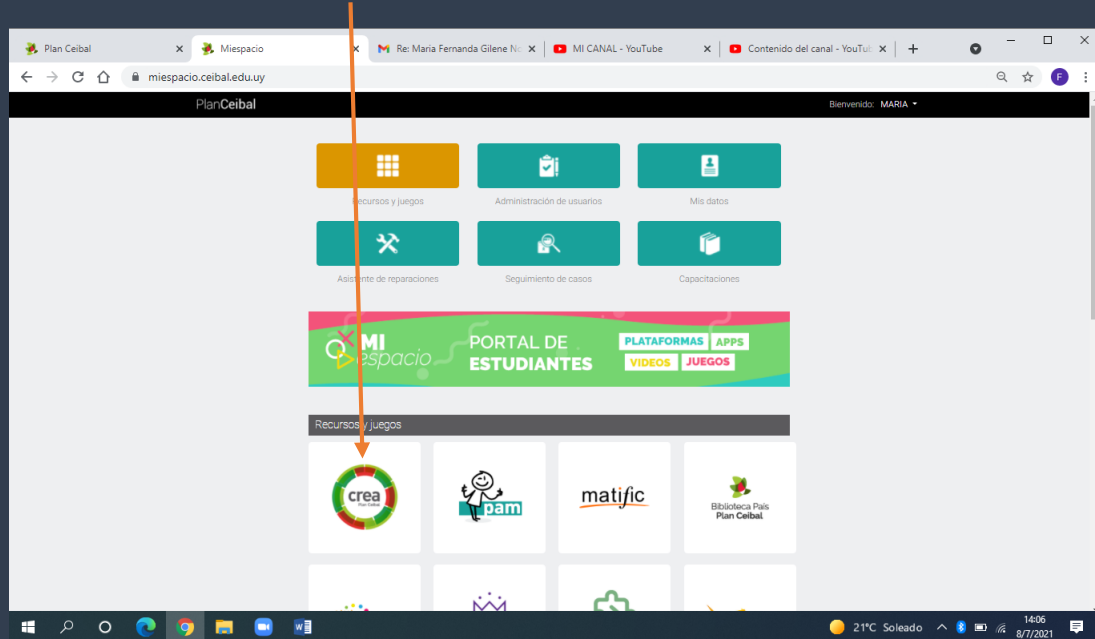 Plan Ceibal
Miespacio
Re: Maria Fernanda Gilene No
MI CANAL - YouTube
Contenido del canal - YouTub
miespacio.ceibal.edu.uy
F
PlanCeibal
Bienvenido: MARIA
Recursos y juegos
Administración de usuarios
Mis datos
Asistente de reparaciones
Seguimiento de casos
Capacitaciones
MI espacio
PORTAL DE ESTUDIANTES
PLATAFORMAS APPS
VIDEOS JUEGOS
Recursos y juegos
crea
Plan Ceibal
pam
matific
Biblioteca País
Plan Ceibal
21°C Soleado
14:06
8/7/2021